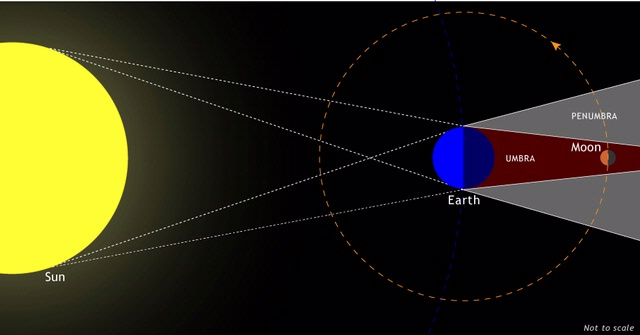 PENUMBRA
Moon
UMBRA
Earth
Sun
Not to scale